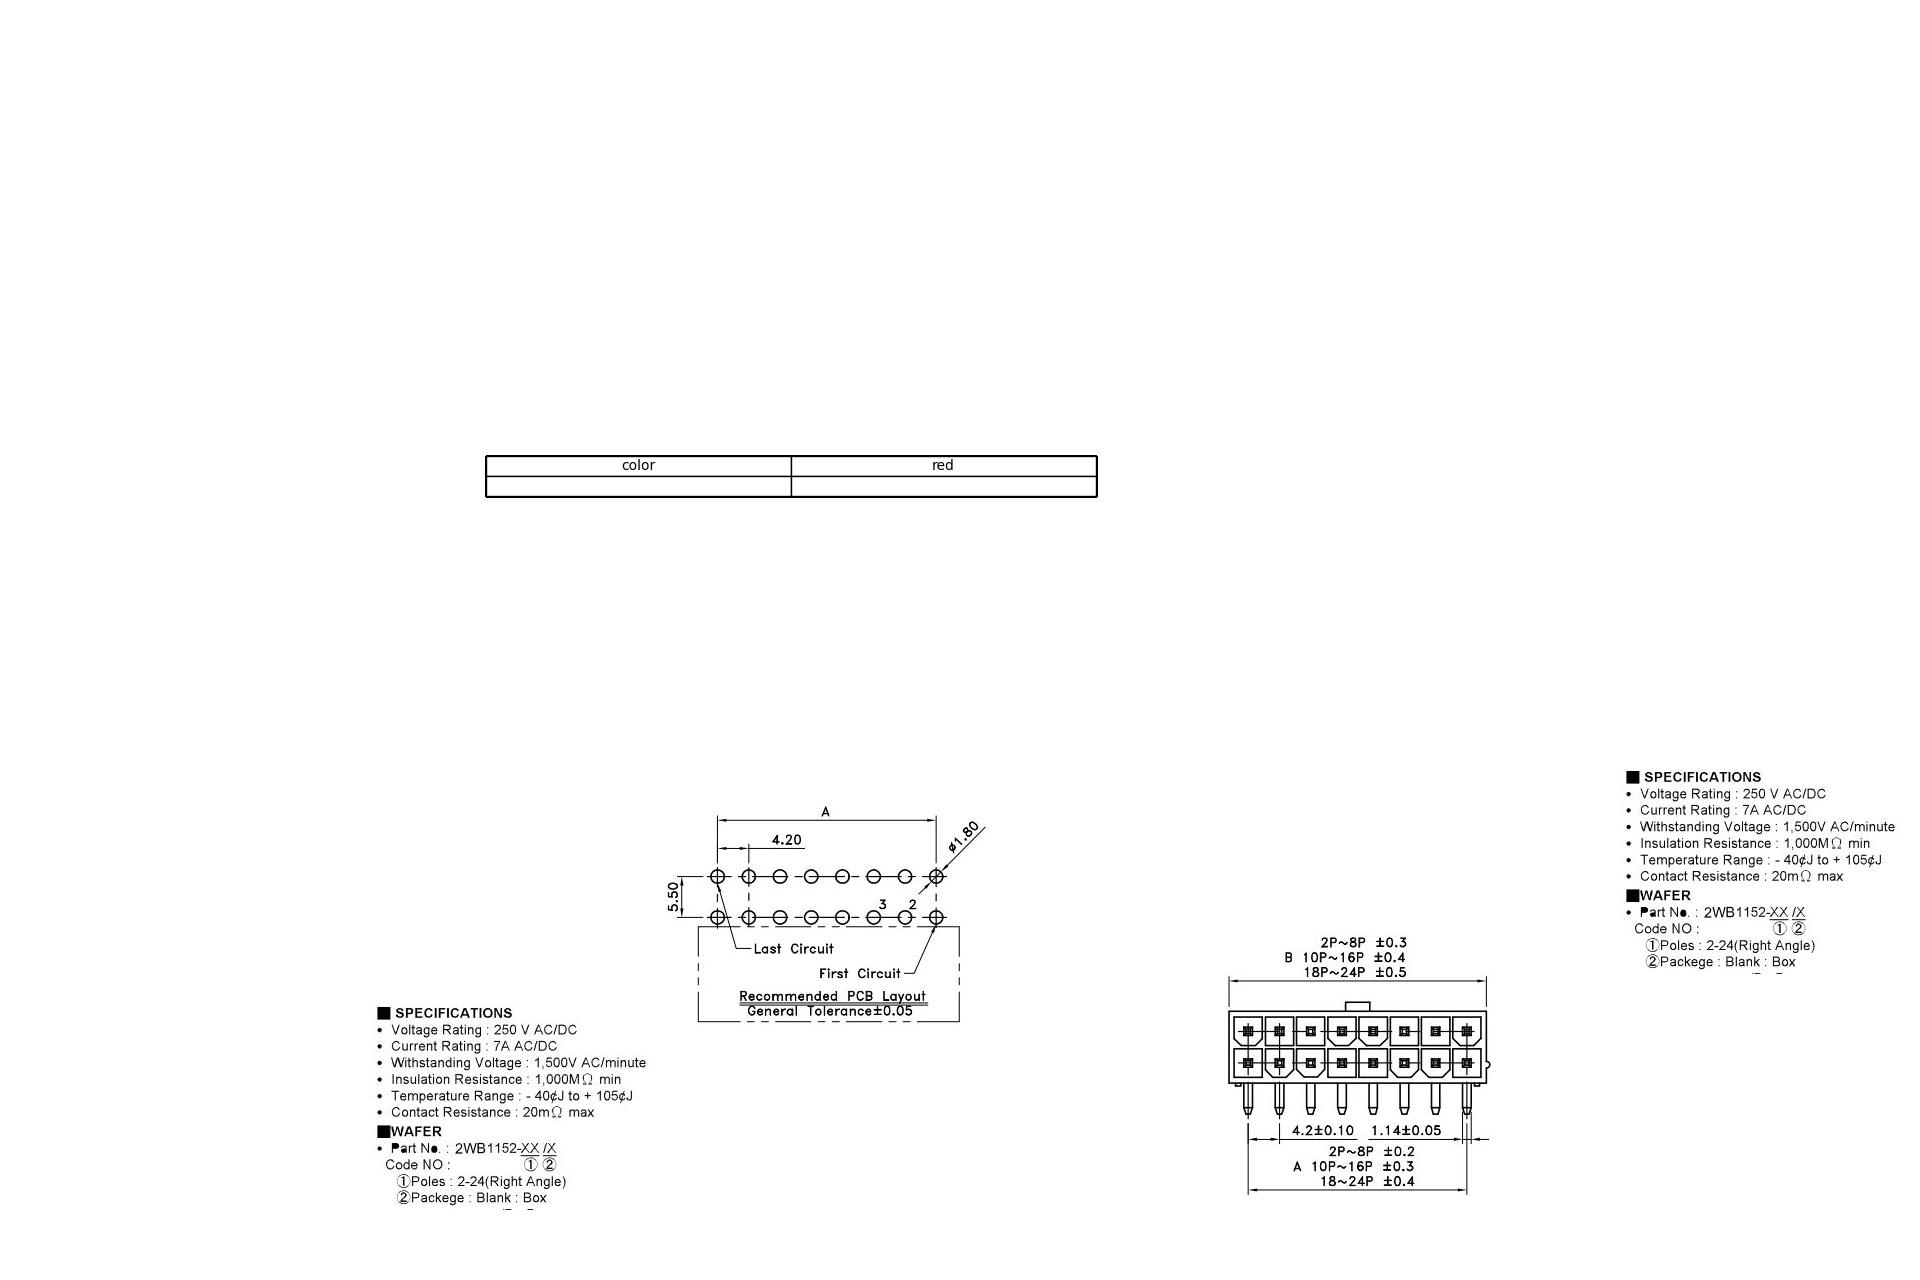 color red
A
4.20
ø1.80
5.50
3 2
Last Circuit
First Circuit
Recommended PCB Layout
General Tolerance±0.05
■ SPECIFICATIONS
• Voltage Rating : 250 V AC/DC
• Current Rating : 7A AC/DC
• Withstanding Voltage : 1,500V AC/minute
• Insulation Resistance : 1,000MΩ min
• Temperature Range : - 40¢J to + 105¢J
• Contact Resistance : 20mΩ max
■WAFER
• Part No. : 2WB1152-XX /X
Code NO : ① ②
①Poles : 2-24(Right Angle)
②Packege : Blank : Box
2P~8P ±0.3
B 10P~16P ±0.4
18P~24P ±0.5
4.2±0.10 1.14±0.05
2P~8P ±0.2
A 10P~16P ±0.3
18~24P ±0.4
■ SPECIFICATIONS
• Voltage Rating : 250 V AC/DC
• Current Rating : 7A AC/DC
• Withstanding Voltage : 1,500V AC/minute
• Insulation Resistance : 1,000MΩ min
• Temperature Range : - 40¢J to + 105¢J
• Contact Resistance : 20mΩ max
■WAFER
• Part No. : 2WB1152-XX /X
Code NO : ① ②
①Poles : 2-24(Right Angle)
②Packege : Blank : Box